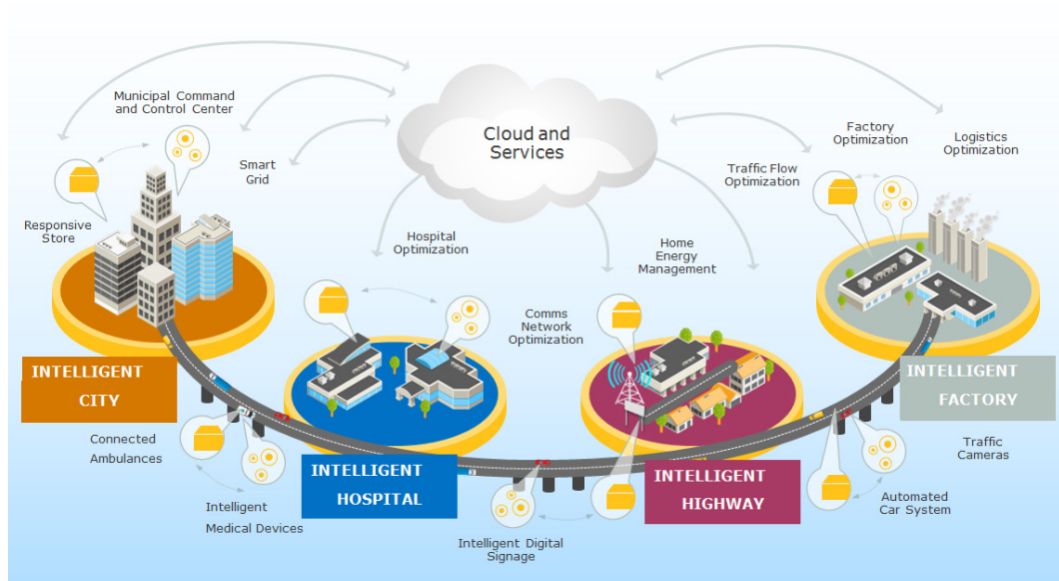 Municipal Command
and Control Center
Cloud and
Services
Factory
Optimization
Logistics
Optimization
Smart
Grid
Traffic Flow
Optimization
Responsive
Store
Hospital
Optimization
Home
Energy
Management
Comms
Network
Optimization
INTELLIGENT
CITY
INTELLIGENT
FACTORY
Connected
Ambulances
INTELLIGENT
HOSPITAL
INTELLIGENT
HIGHWAY
Traffic
Cameras
Intelligent
Medical Devices
Automated
Car System
Intelligent Digital
Signage